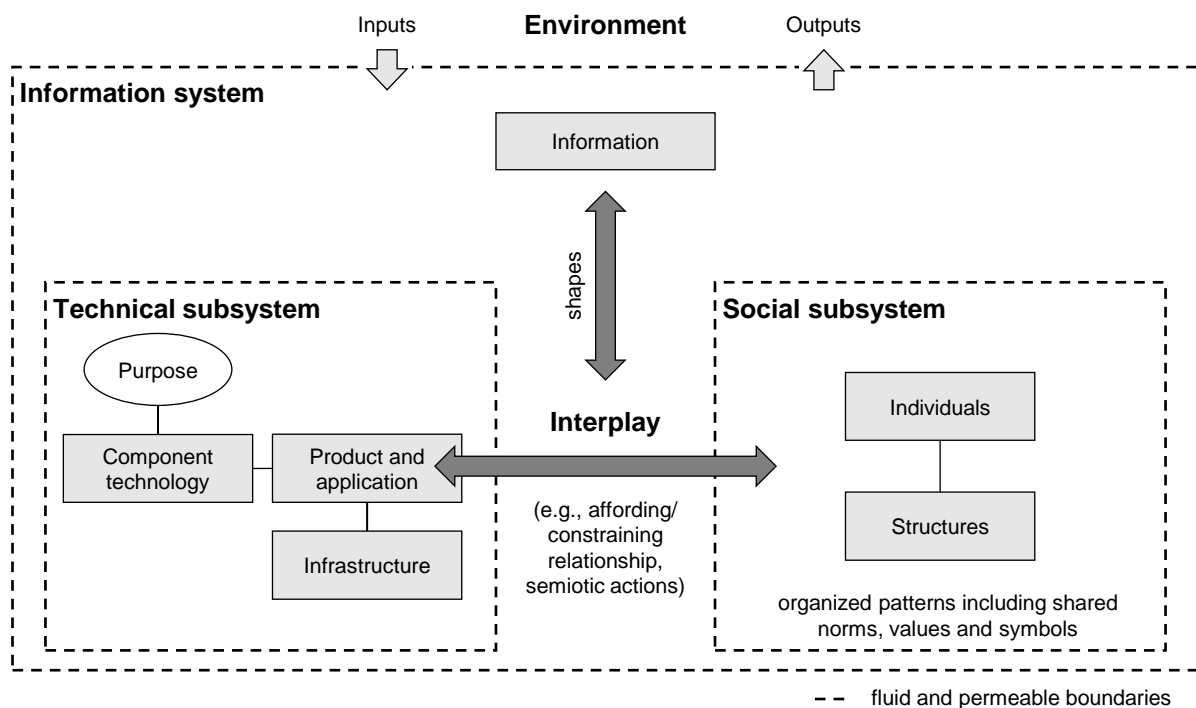 Inputs
Environment
Outputs
Information system
Information
shapes
Technical subsystem
Purpose
Component
technology
Product and
application
Infrastructure
Interplay
(e.g., affording/
constraining
relationship,
semiotic actions)
Social subsystem
Individuals
Structures
organized patterns including shared
norms, values and symbols
fluid and permeable boundaries